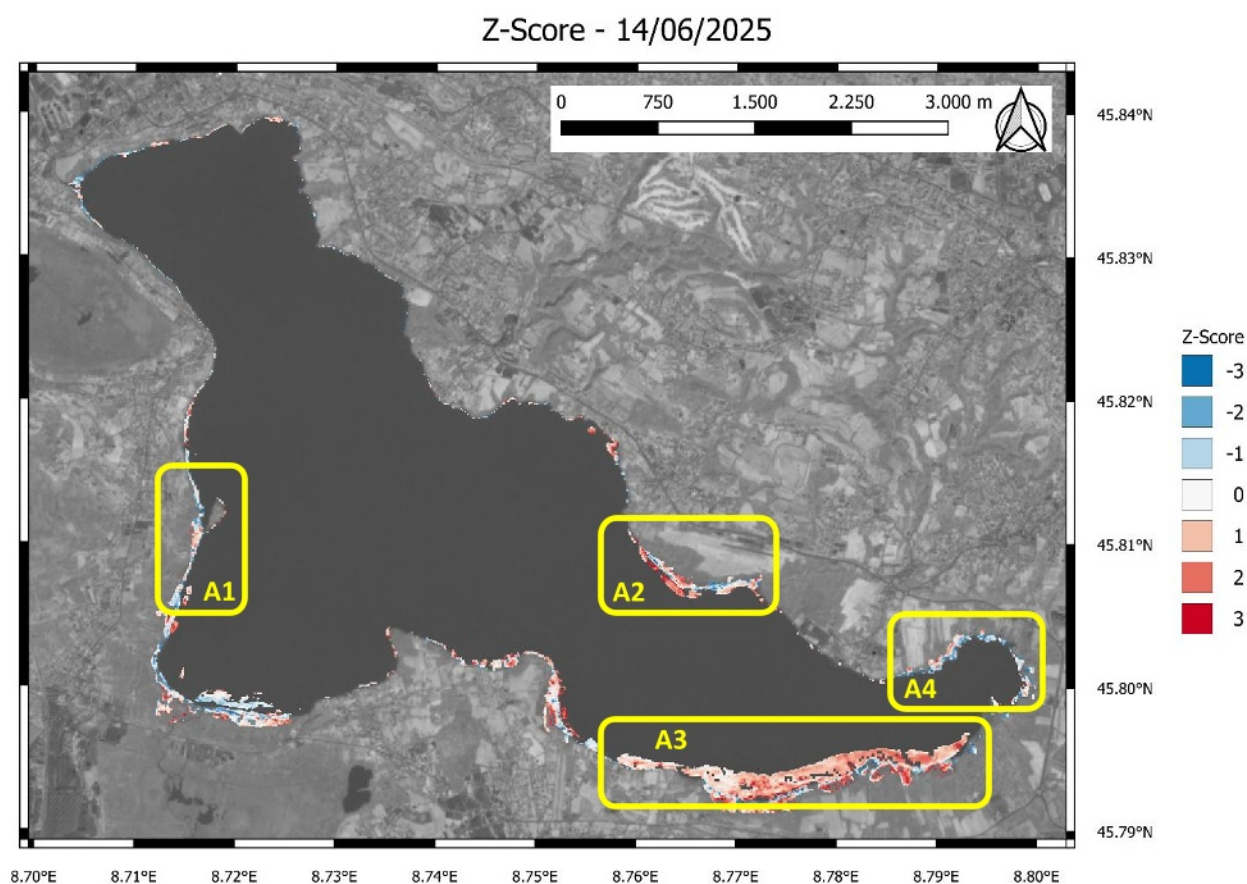 Z-Score - 14/06/2025
0 750 1.500 2.250 3.000 m
45.84°N
45.83°N
45.82°N
45.81°N
45.80°N
45.79°N
Z-Score
-3
-2
-1
0
1
2
3
A1
A2
A4
A3
8.70°E 8.71°E 8.72°E 8.73°E 8.74°E 8.75°E 8.76°E 8.77°E 8.78°E 8.79°E 8.80°E